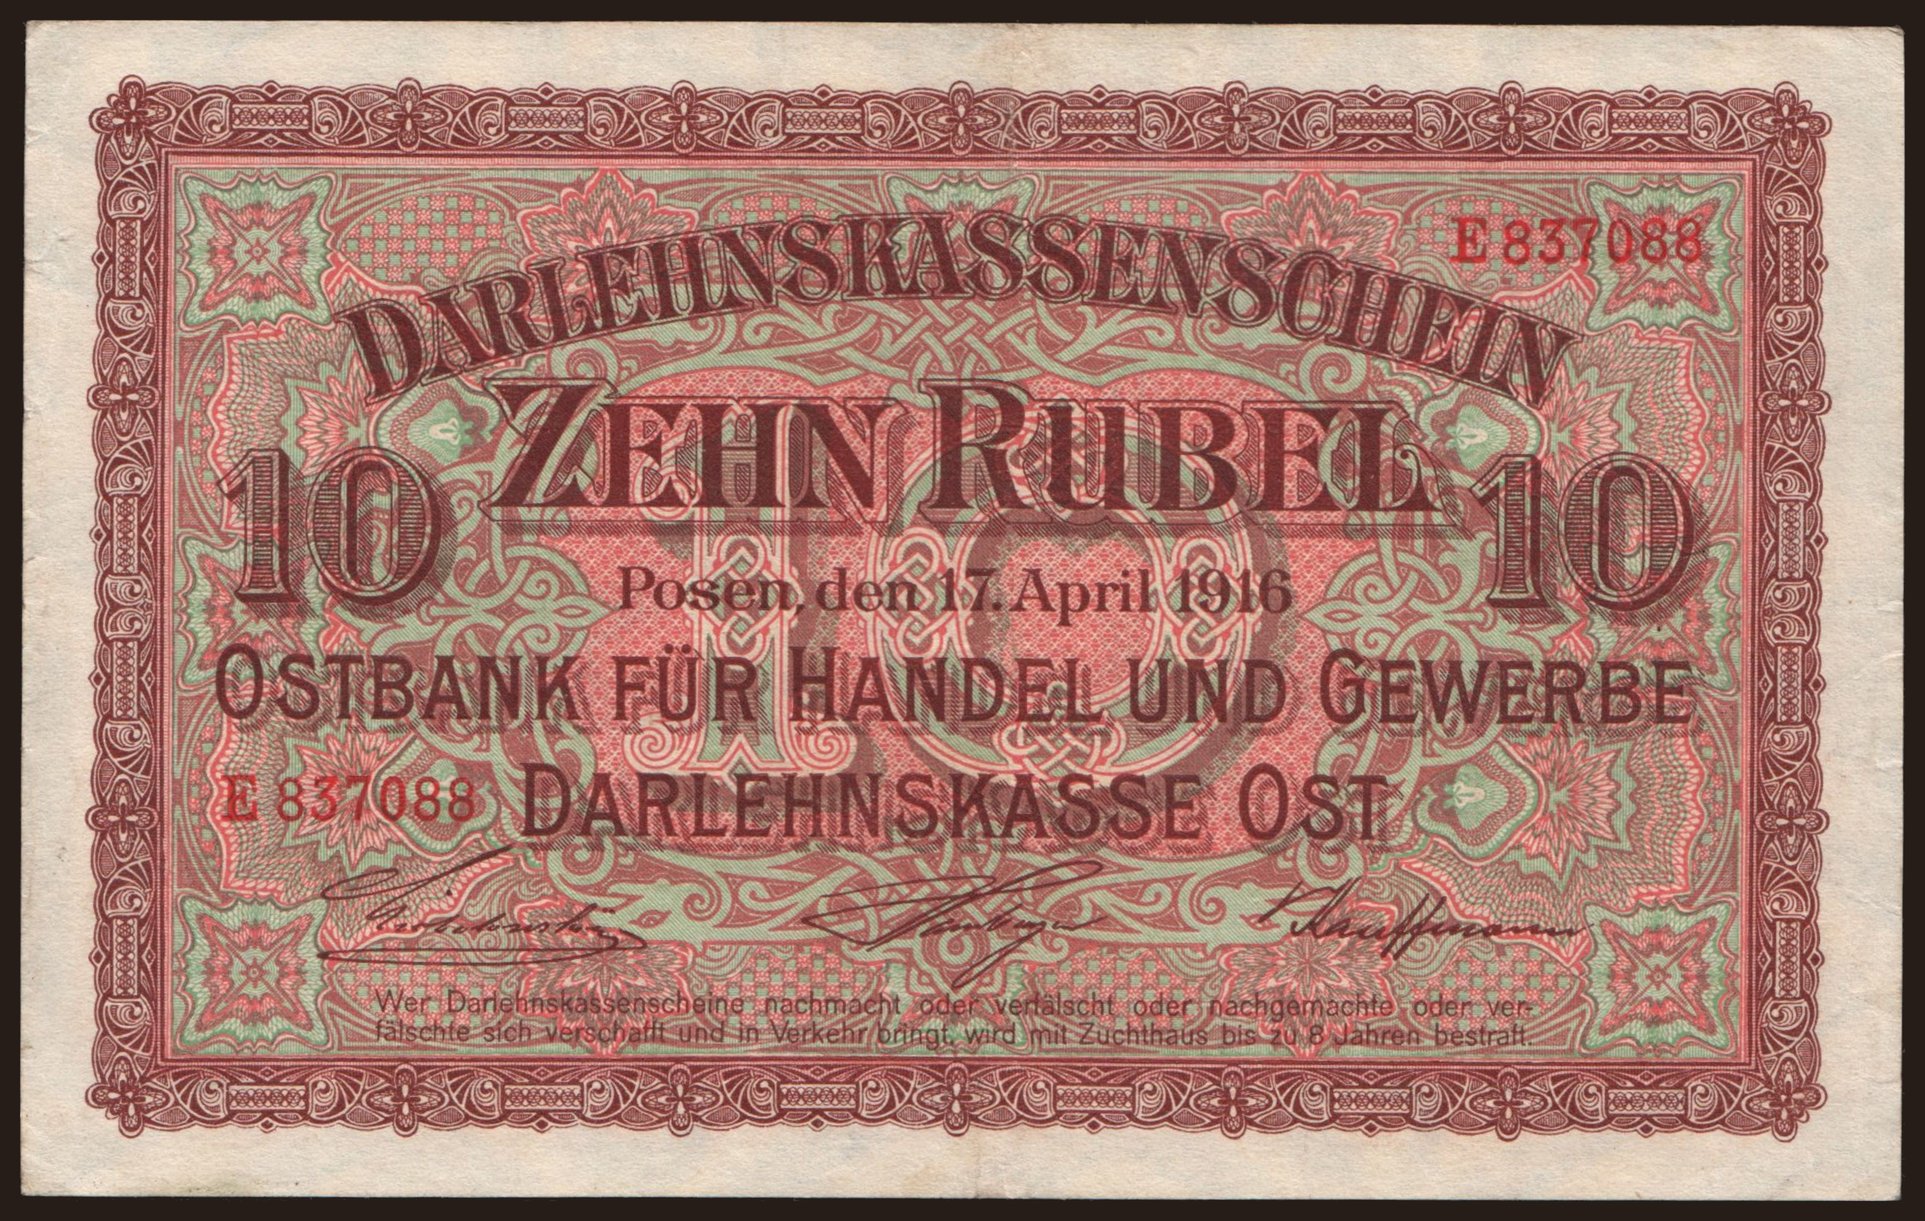 E 837088
DARLEHNSKASSENSCHEIN
ZEHN RUBEL
10 10
10
Posen, den 17. April 1916
OSTBANK FÜR HANDEL UND GEWERBE
E 837088 DARLEHNSKASSE OST
Kauffmann
Wer Darlehnskassenscheine nachmacht oder verfälscht oder nachgemachte oder ver-
fälschte sich verschafft und in Verkehr bringt, wird mit Zuchthaus bis zu 8 Jahren bestraft.